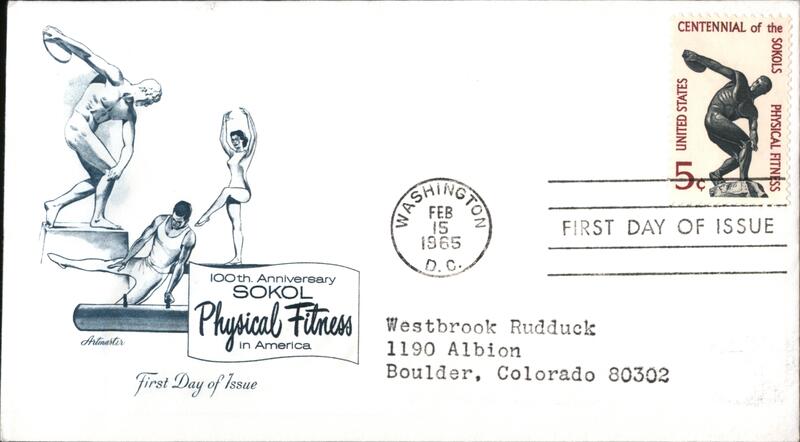 CENTENNIAL of the
SOKOLS
PHYSICAL FITNESS
UNITED STATES
5¢
WASHINGTON
FEB
15
1965
D.C.
FIRST DAY OF ISSUE
100th. Anniversary
SOKOL
Physical Fitness
in America
Artmaster
First Day of Issue
Westbrook Rudduck
1190 Albion
Boulder, Colorado 80302